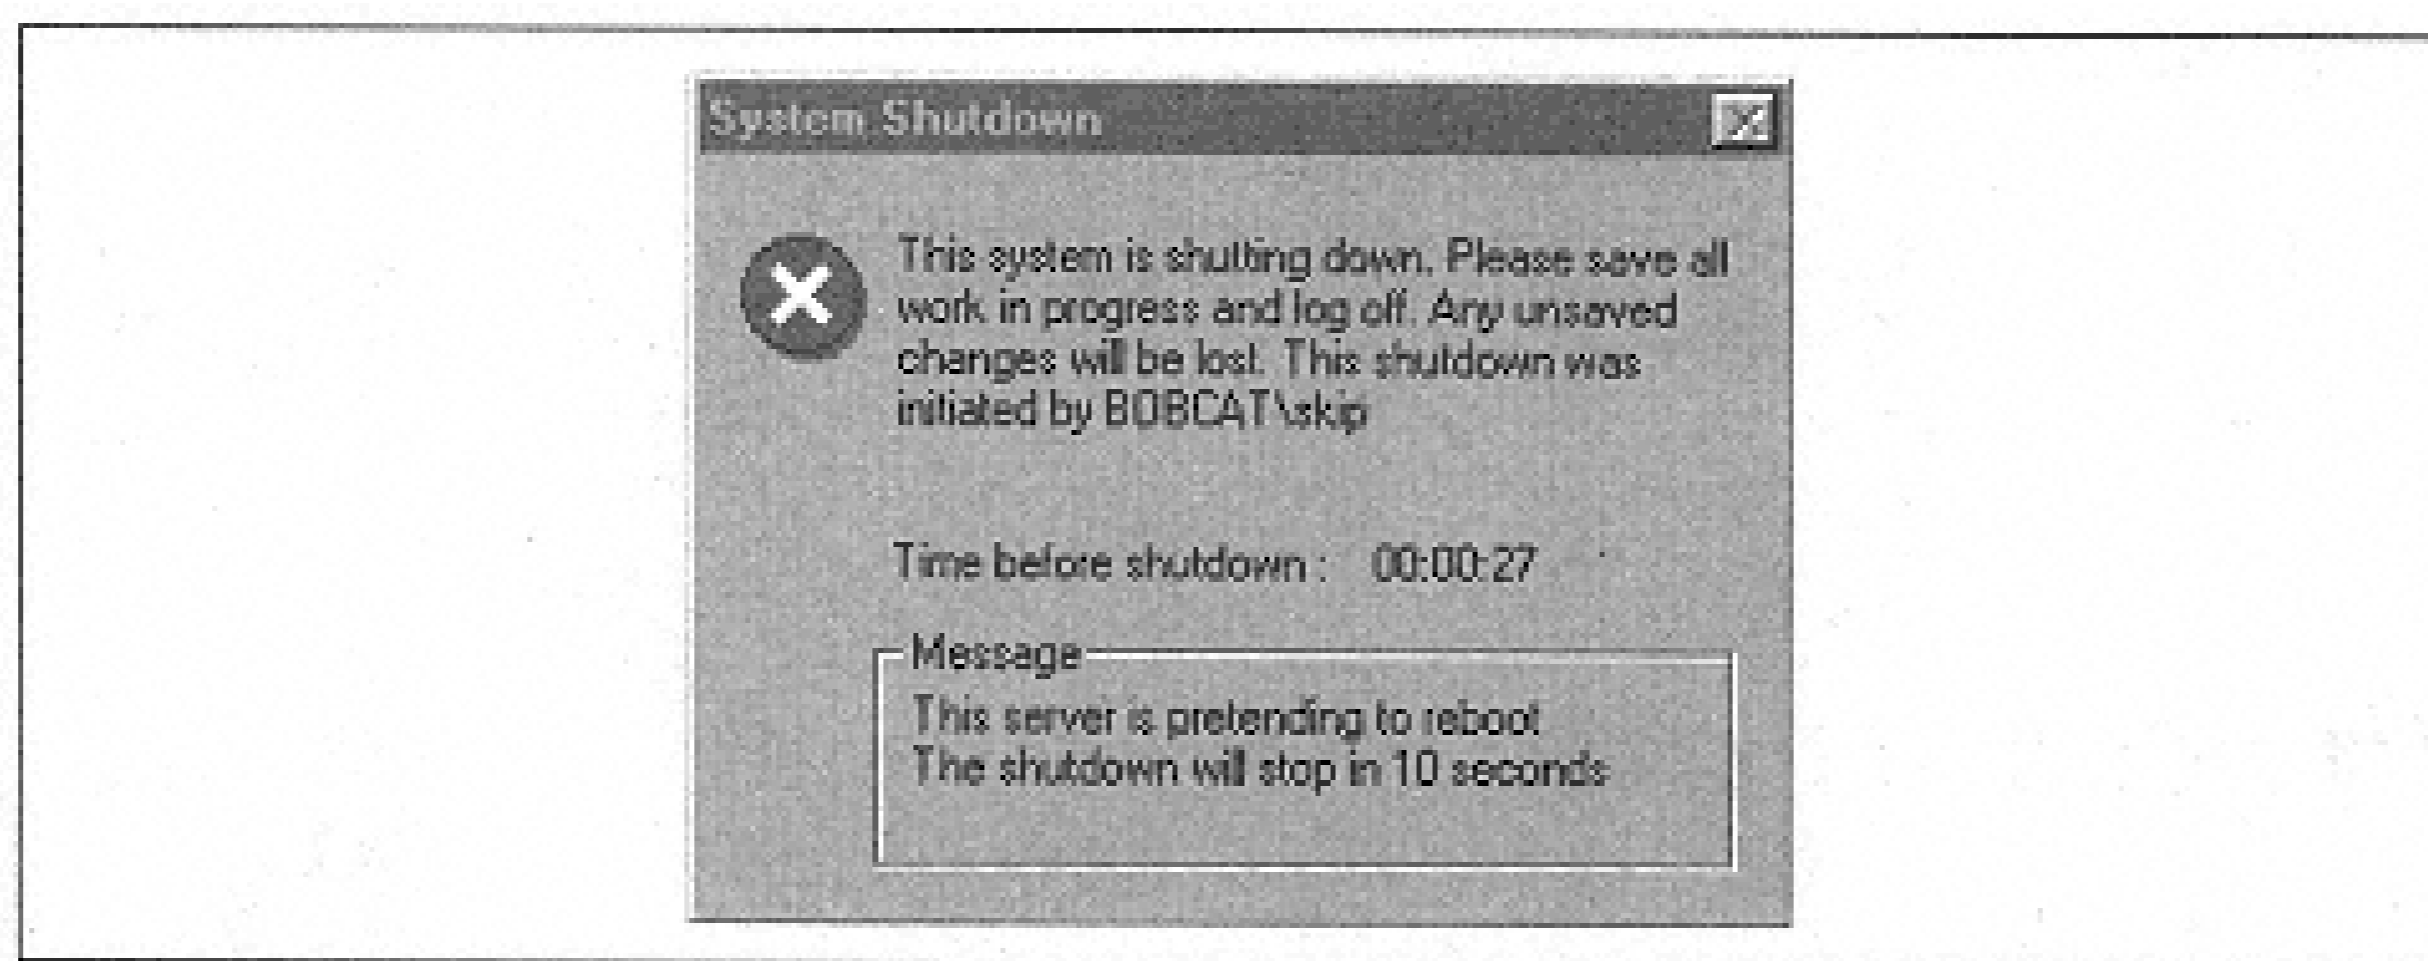 System Shutdown
This system is shutting down. Please save all
work in progress and log off. Any unsaved
changes will be lost. This shutdown was
initiated by BOBCAT\skip
Time before shutdown : 00:00:27
Message
This server is pretending to reboot
The shutdown will stop in 10 seconds